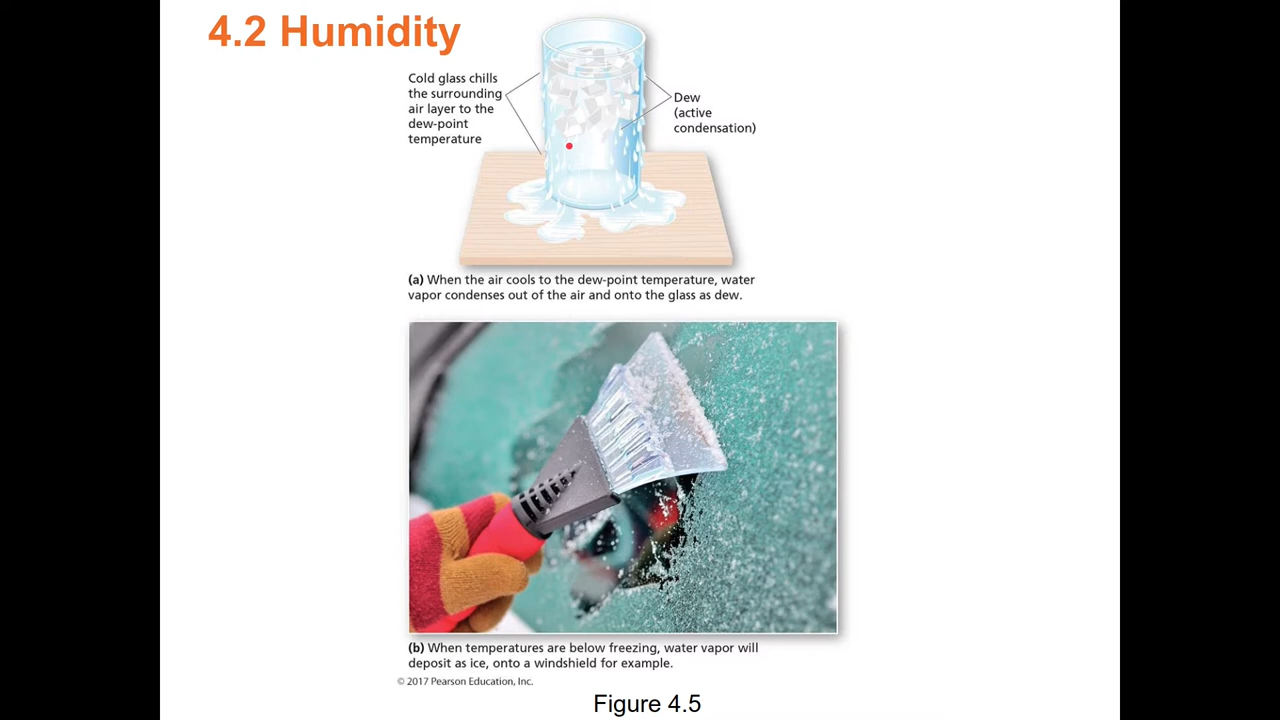 4.2 Humidity
Cold glass chills
the surrounding
air layer to the
dew-point
temperature
Dew
(active
condensation)
(a) When the air cools to the dew-point temperature, water
vapor condenses out of the air and onto the glass as dew.
(b) When temperatures are below freezing, water vapor will
deposit as ice, onto a windshield for example.
© 2017 Pearson Education, Inc.
Figure 4.5